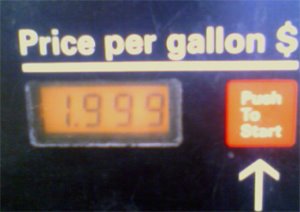 Price per gallon $
1.999
Push
To
Start